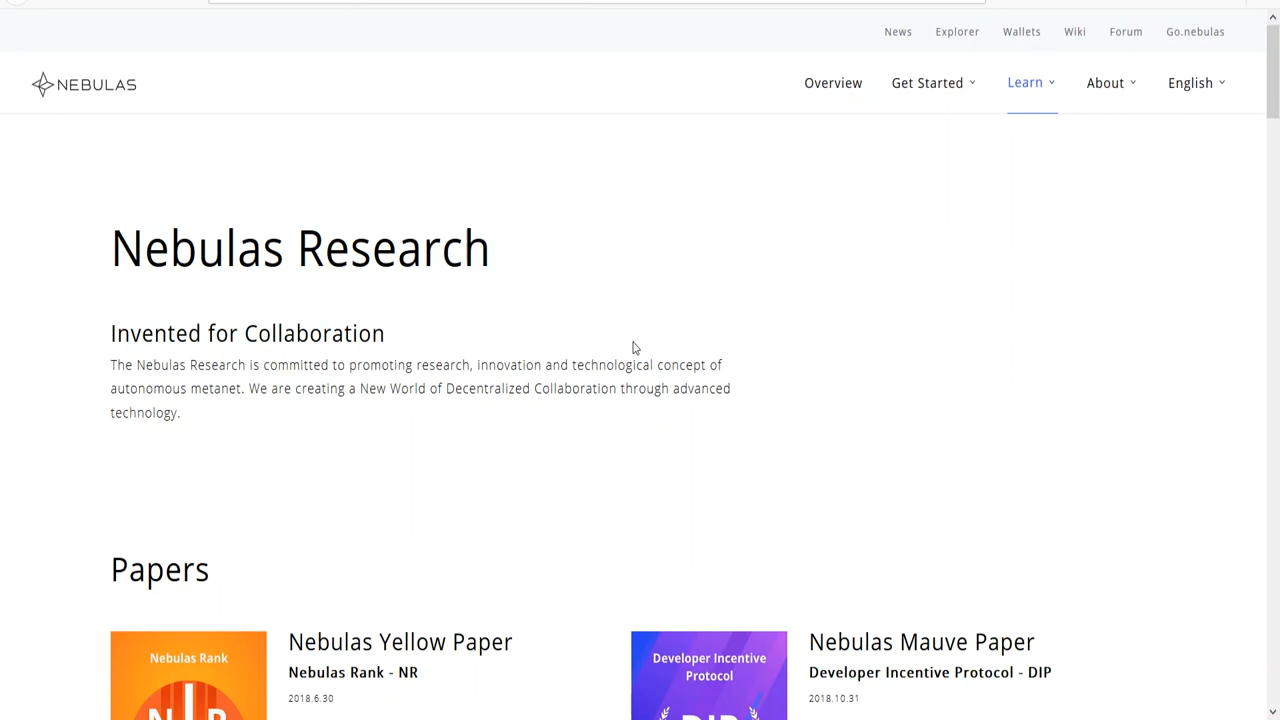 News Explorer Wallets Wiki Forum Go.nebulas
NEBULAS
Overview Get Started Learn About English
Nebulas Research
Invented for Collaboration
The Nebulas Research is committed to promoting research, innovation and technological concept of
autonomous metanet. We are creating a New World of Decentralized Collaboration through advanced
technology.
Papers
Nebulas Rank
NR
Nebulas Yellow Paper
Nebulas Rank - NR
2018.6.30
Developer Incentive
Protocol
DIP
Nebulas Mauve Paper
Developer Incentive Protocol - DIP
2018.10.31